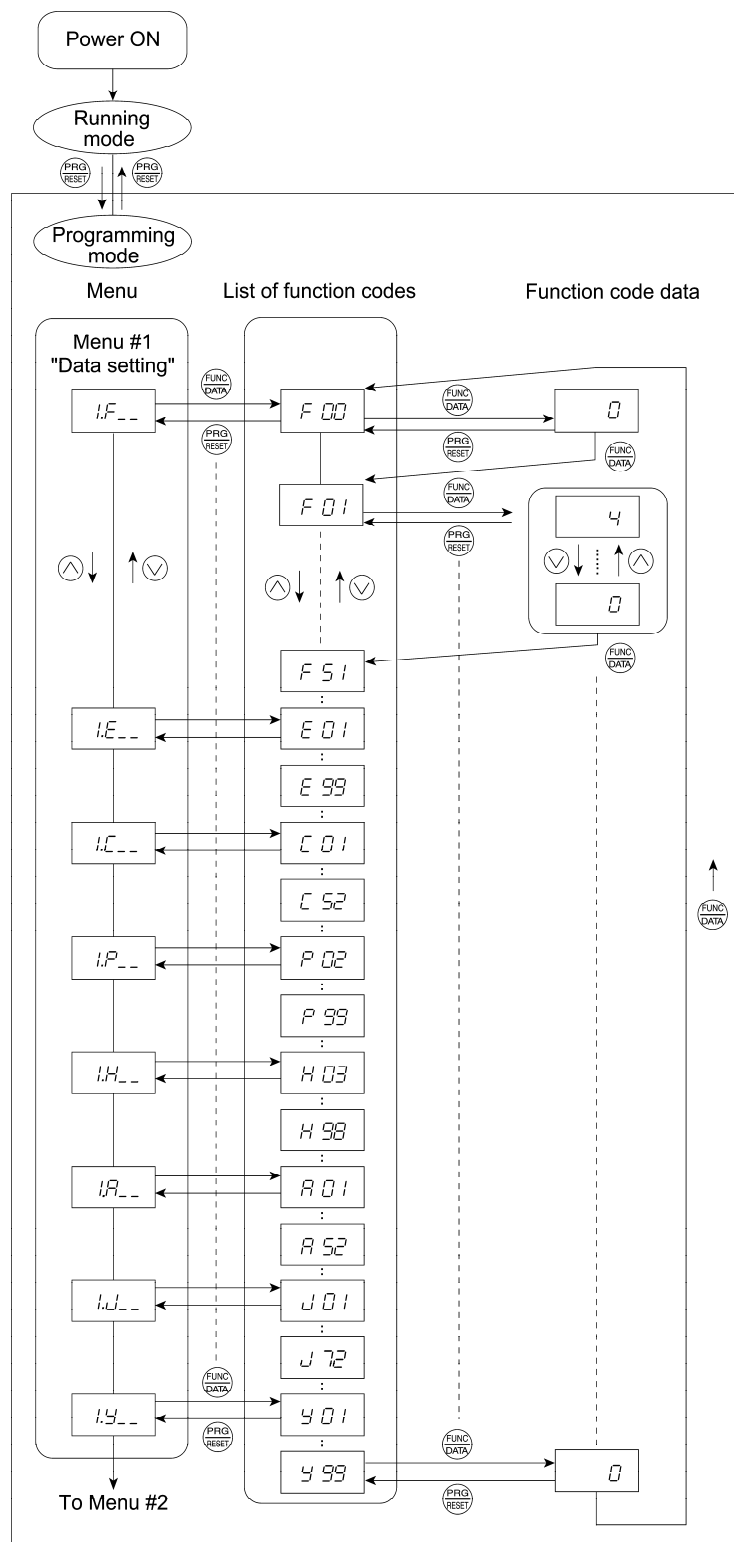 Power ON
Running
mode
PRG
RESET
PRG
RESET
Programming
mode
Menu
List of function codes
Function code data
Menu #1
"Data setting"
FUNC
DATA
FUNC
DATA
1.F_ _
F 00
0
PRG
RESET
PRG
RESET
FUNC
DATA
FUNC
DATA
F 01
4
PRG
RESET
0
F 51
FUNC
DATA
1.E_ _
E 01
E 99
1.C_ _
C 01
C 52
FUNC
DATA
1.P_ _
P 02
P 99
1.H_ _
H 03
H 98
1.A_ _
A 01
A 52
1.J_ _
J 01
J 72
FUNC
DATA
1.y_ _
y 01
PRG
RESET
FUNC
DATA
y 99
0
PRG
RESET
To Menu #2